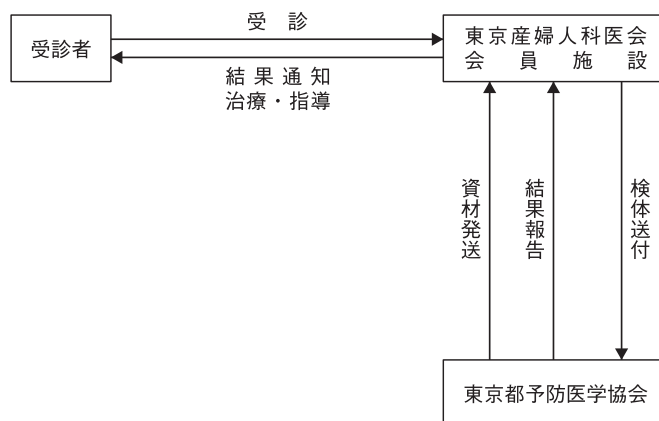 受診
受診者
東京産婦人科医会
会員施設
結果通知
治療・指導
資材発送
結果報告
検体送付
東京都予防医学協会